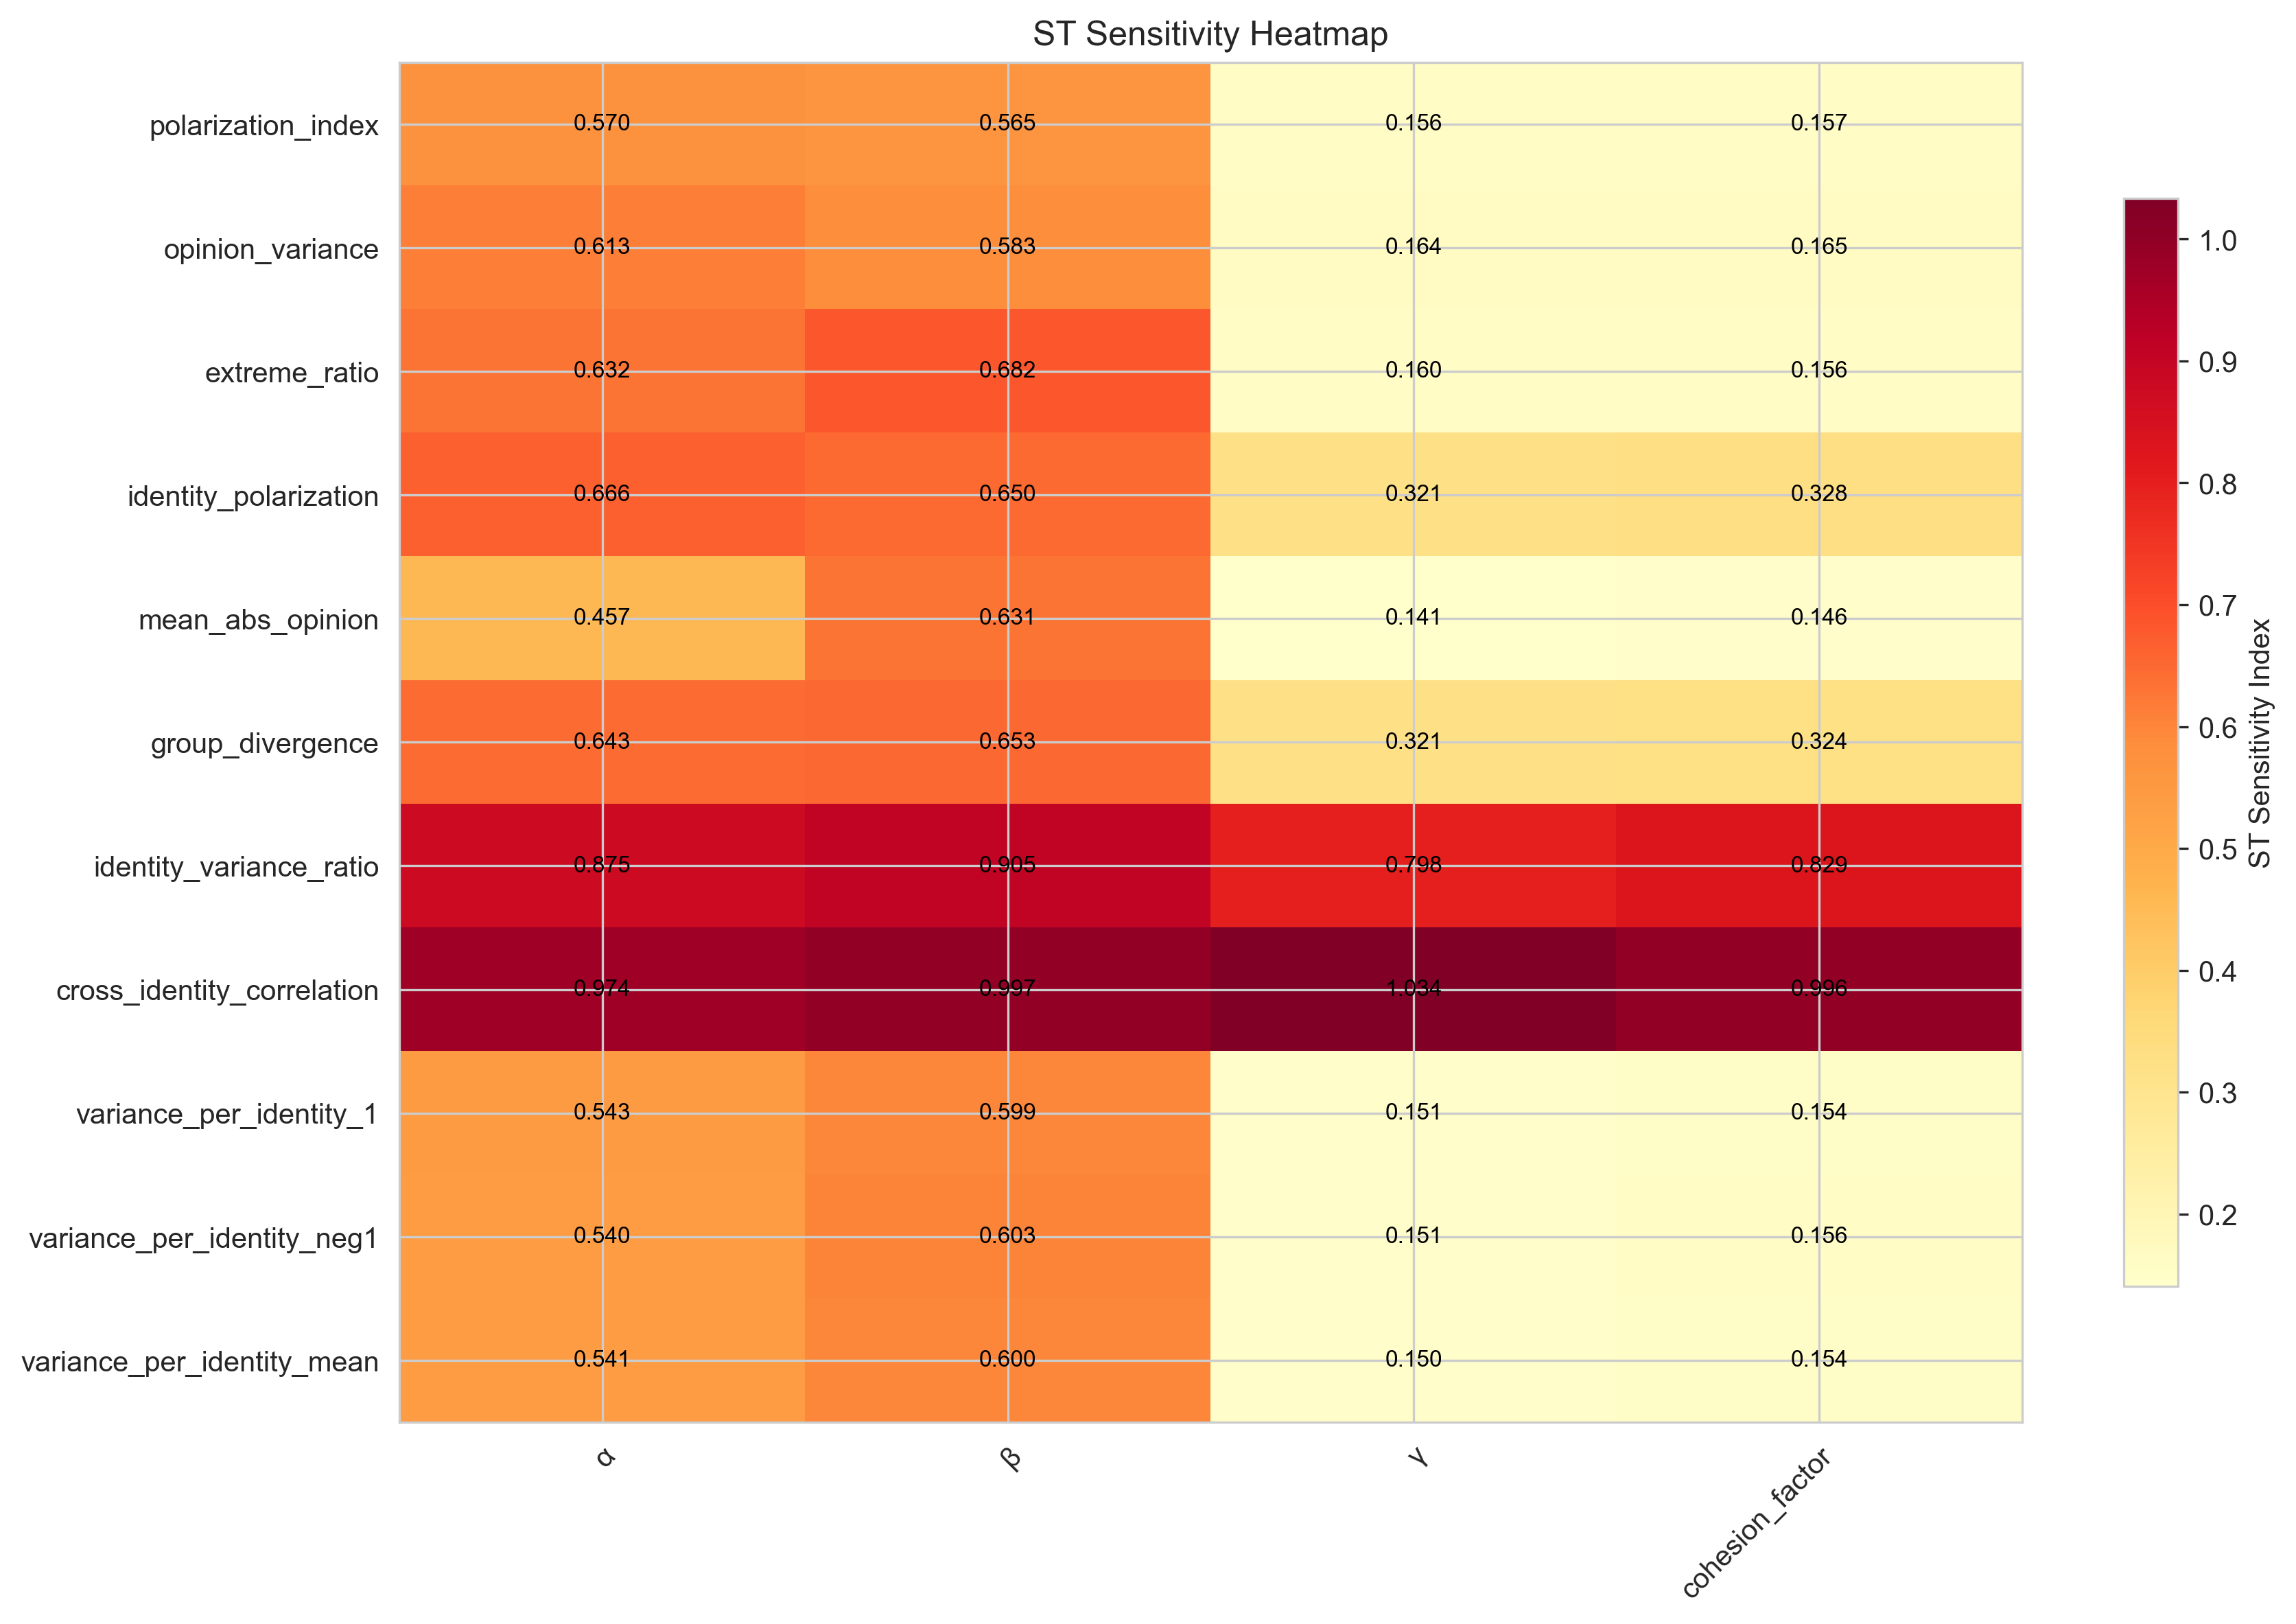 ST Sensitivity Heatmap
polarization_index 0.570 0.565 0.156 0.157
opinion_variance 0.613 0.583 0.164 0.165
extreme_ratio 0.632 0.682 0.160 0.156
identity_polarization 0.666 0.650 0.321 0.328
mean_abs_opinion 0.457 0.631 0.141 0.146
group_divergence 0.643 0.653 0.321 0.324
identity_variance_ratio 0.875 0.905 0.798 0.829
cross_identity_correlation 0.974 0.997 1.034 0.996
variance_per_identity_1 0.543 0.599 0.151 0.154
variance_per_identity_neg1 0.540 0.603 0.151 0.156
variance_per_identity_mean 0.541 0.600 0.150 0.154
α β γ cohesion_factor
1.0
0.9
0.8
0.7
0.6
0.5
0.4
0.3
0.2
ST Sensitivity Index